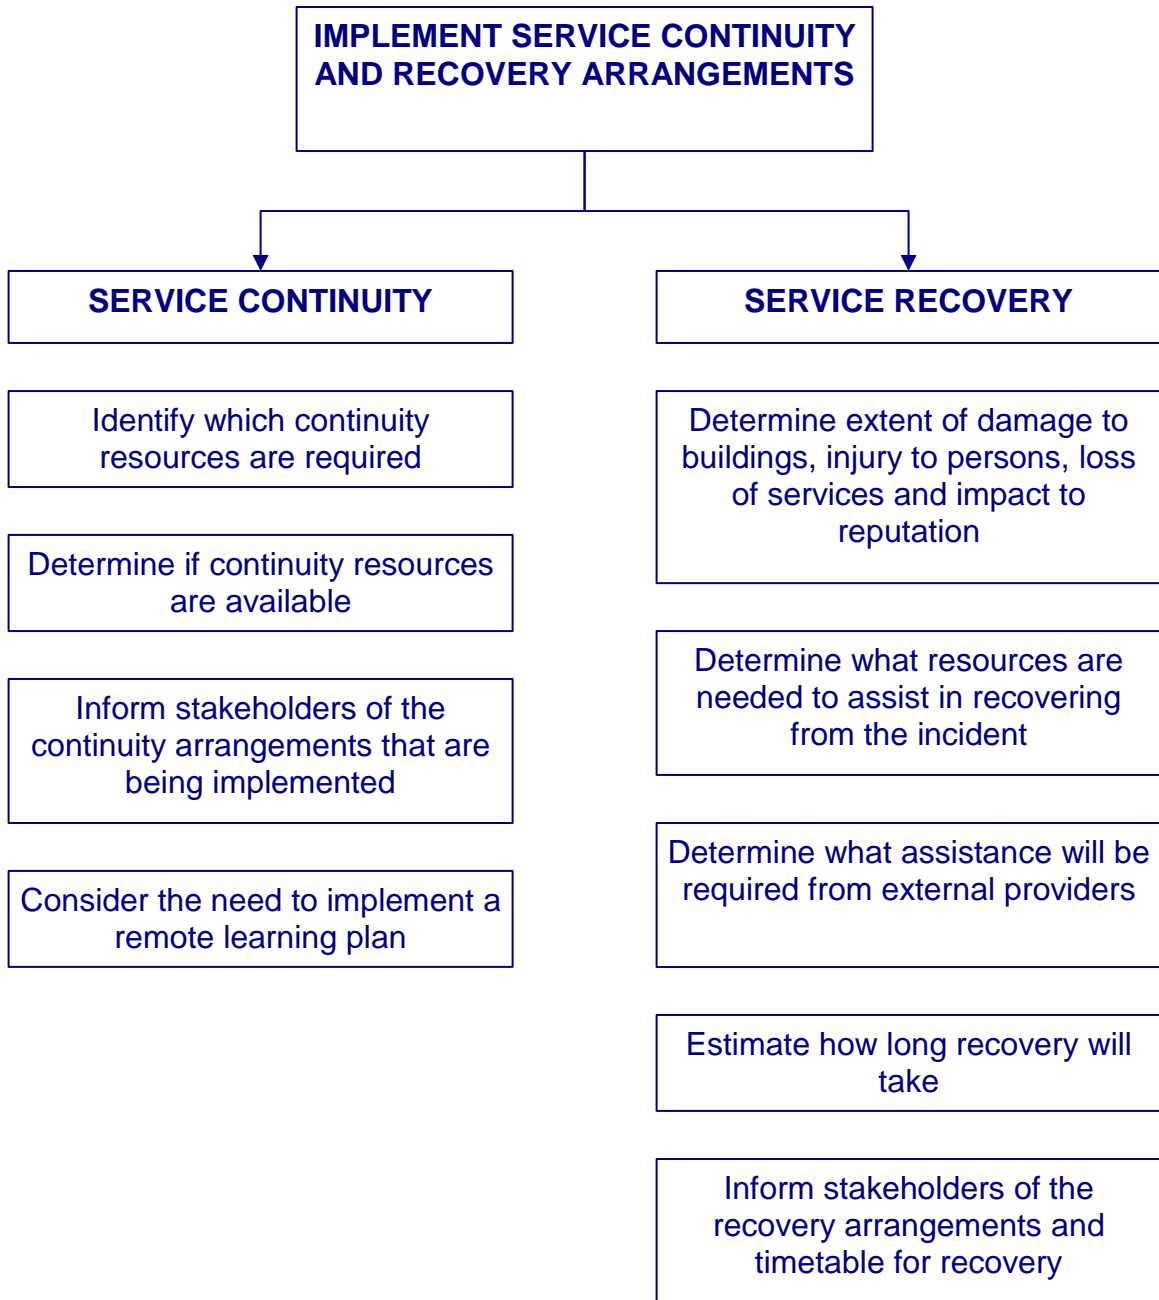 IMPLEMENT SERVICE CONTINUITY
AND RECOVERY ARRANGEMENTS
SERVICE CONTINUITY
Identify which continuity
resources are required
Determine if continuity resources
are available
Inform stakeholders of the
continuity arrangements that are
being implemented
Consider the need to implement a
remote learning plan
SERVICE RECOVERY
Determine extent of damage to
buildings, injury to persons, loss
of services and impact to
reputation
Determine what resources are
needed to assist in recovering
from the incident
Determine what assistance will be
required from external providers
Estimate how long recovery will
take
Inform stakeholders of the
recovery arrangements and
timetable for recovery